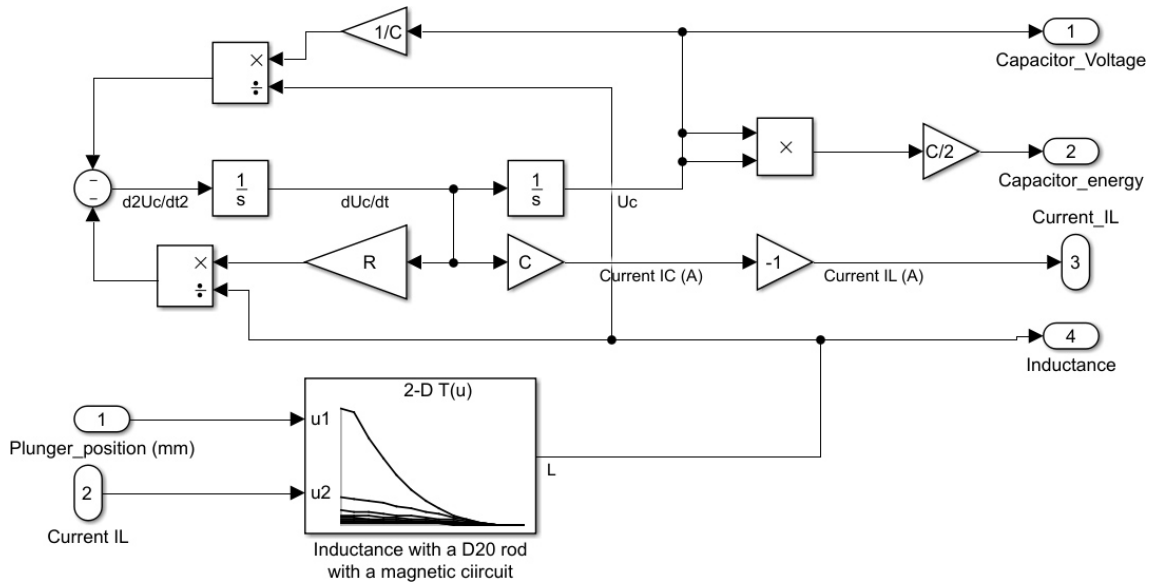 1/C
1
Capacitor_Voltage
×
÷
×
C/2
2
Capacitor_energy
−
−
d2Uc/dt2
1
s
dUc/dt
1
s
Uc
Current_IL
×
÷
R
C
Current IC (A)
-1
Current IL (A)
3
4
Inductance
2-D T(u)
1
u1
Plunger_position (mm)
L
2
u2
Current IL
Inductance with a D20 rod
with a magnetic ciircuit